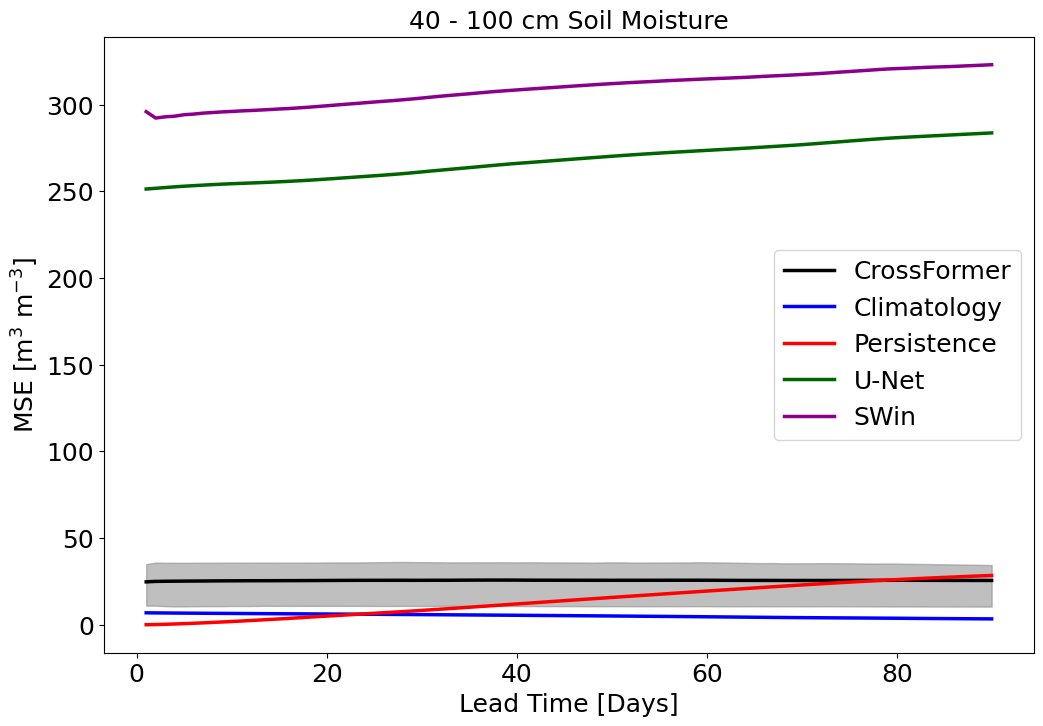 40 - 100 cm Soil Moisture
MSE [m³ m⁻³]
300
250
200
150
100
50
0
0 20 40 60 80
Lead Time [Days]
CrossFormer
Climatology
Persistence
U-Net
SWin